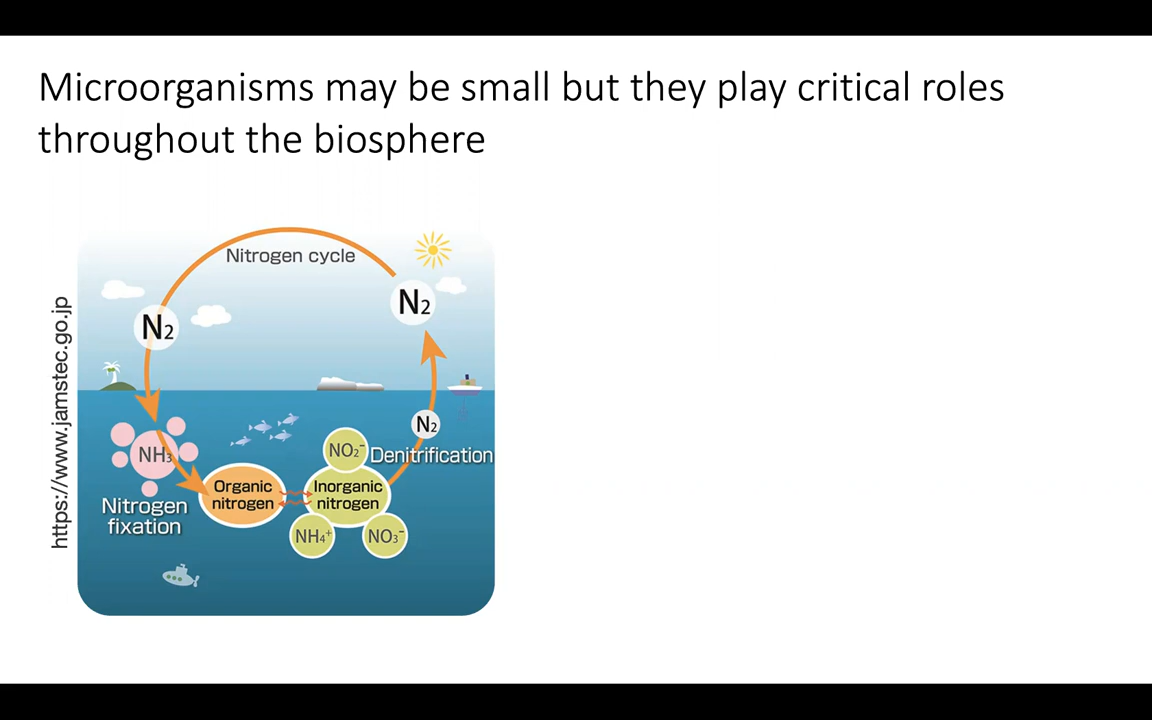 Microorganisms may be small but they play critical roles
throughout the biosphere
https://www.jamstec.go.jp
Nitrogen cycle
N₂
N₂
N₂
NH₃
Nitrogen
fixation
Organic
nitrogen
Inorganic
nitrogen
NO₂⁻
NH₄⁺
NO₃⁻
Denitrification